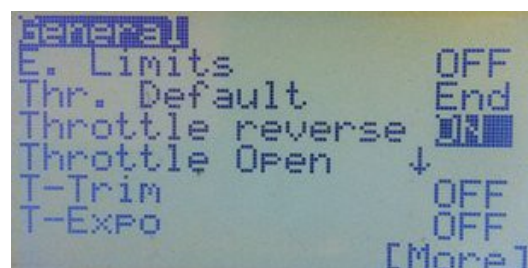 General
E. Limits OFF
Thr. Default End
Throttle reverse ON
Throttle Open ↓
T-Trim OFF
T-Expo OFF
[More]